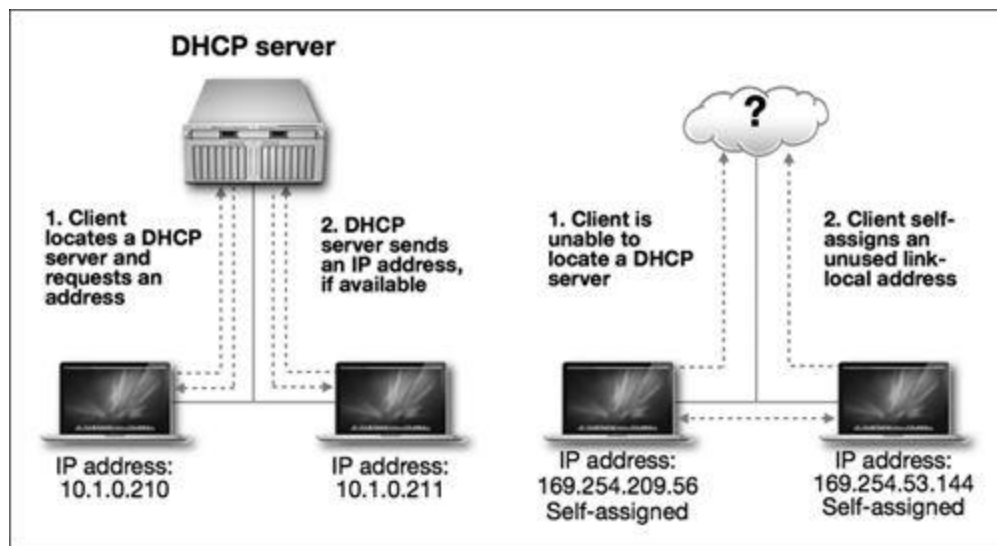 DHCP server
1. Client
locates a DHCP
server and
requests an
address
2. DHCP
server sends
an IP address,
if available
IP address:
10.1.0.210
IP address:
10.1.0.211
?
1. Client is
unable to
locate a DHCP
server
2. Client self-
assigns an
unused link-
local address
IP address:
169.254.209.56
Self-assigned
IP address:
169.254.53.144
Self-assigned